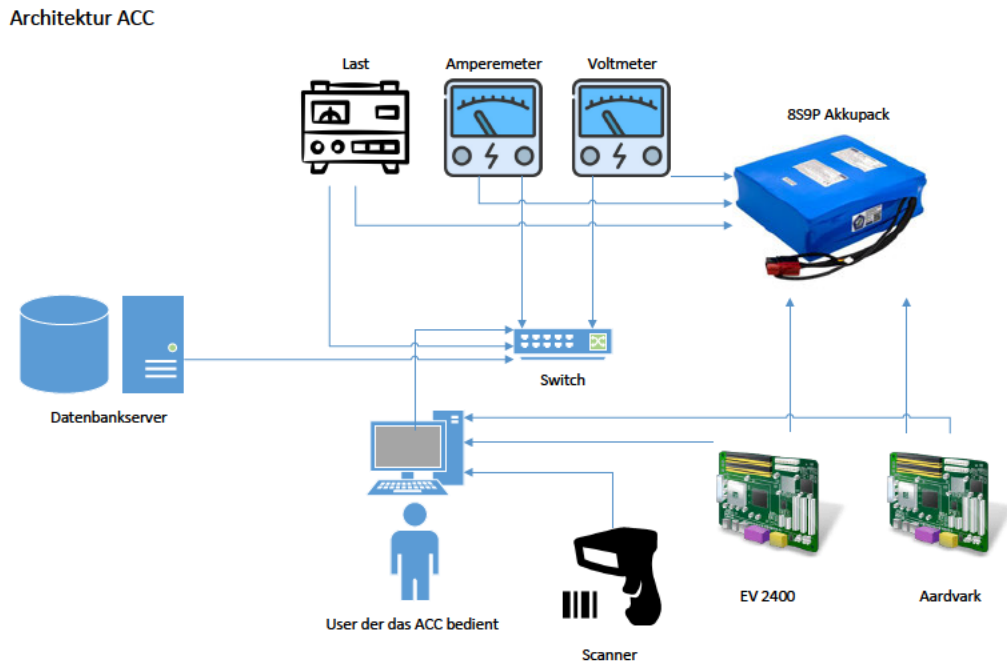 Architektur ACC
Last
Amperemeter
Voltmeter
8S9P Akkupack
Switch
Datenbankserver
User der das ACC bedient
Scanner
EV 2400
Aardvark